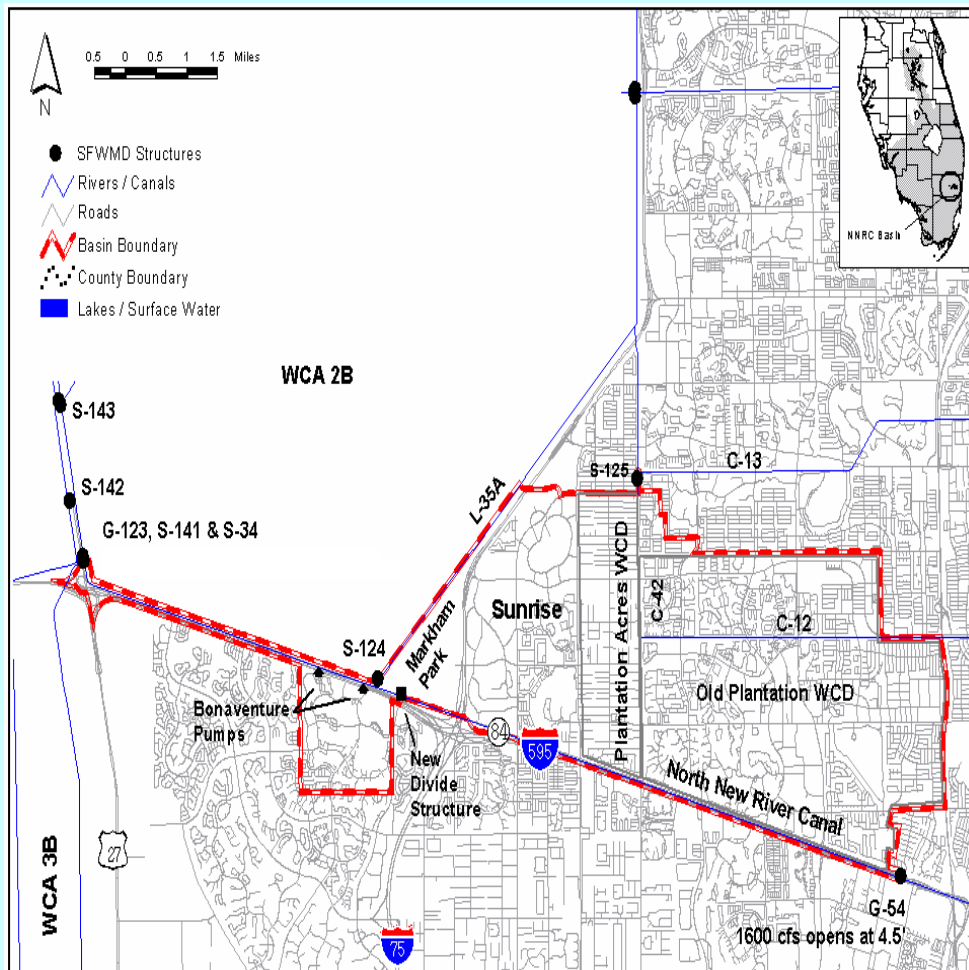 0.5 0 0.5 1 1.5 Miles
N
SFWMD Structures
Rivers / Canals
Roads
Basin Boundary
County Boundary
Lakes / Surface Water
NNRC Basin
WCA 2B
S-143
S-142
G-123, S-141 & S-34
L-35A
S-125
C-13
Plantation Acres WCD
C-42
Sunrise
C-12
Markham
Park
S-124
Old Plantation WCD
Bonaventure
Pumps
84
595
New
Divide
Structure
North New River Canal
WCA 3B
27
75
G-54
1600 cfs opens at 4.5'